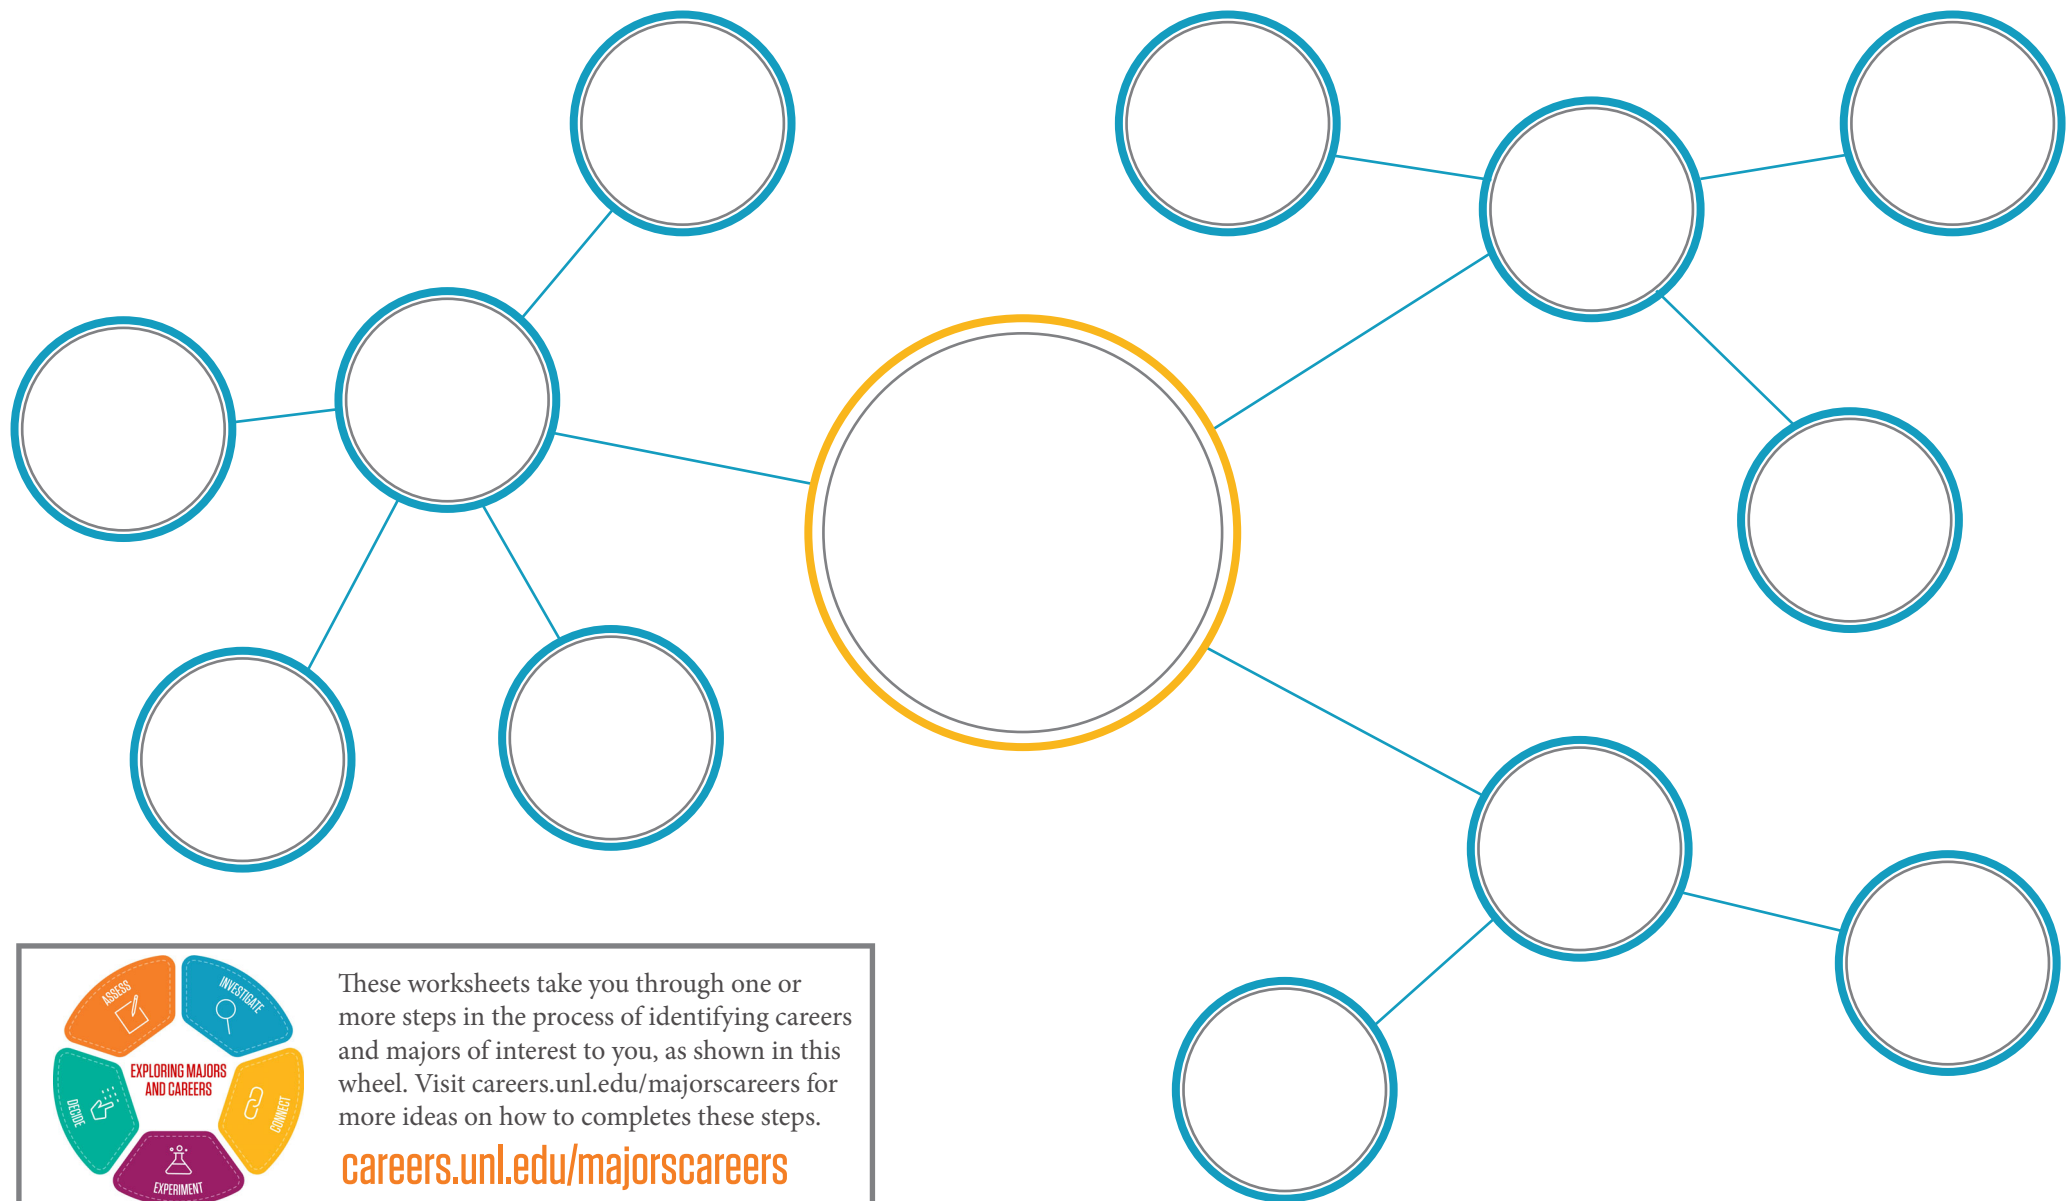 ASSESS
INVESTIGATE
EXPLORING MAJORS
AND CAREERS
DECIDE
CONNECT
EXPERIMENT
These worksheets take you through one or
more steps in the process of identifying careers
and majors of interest to you, as shown in this
wheel. Visit careers.unl.edu/majorscareers for
more ideas on how to completes these steps.
careers.unl.edu/majorscareers